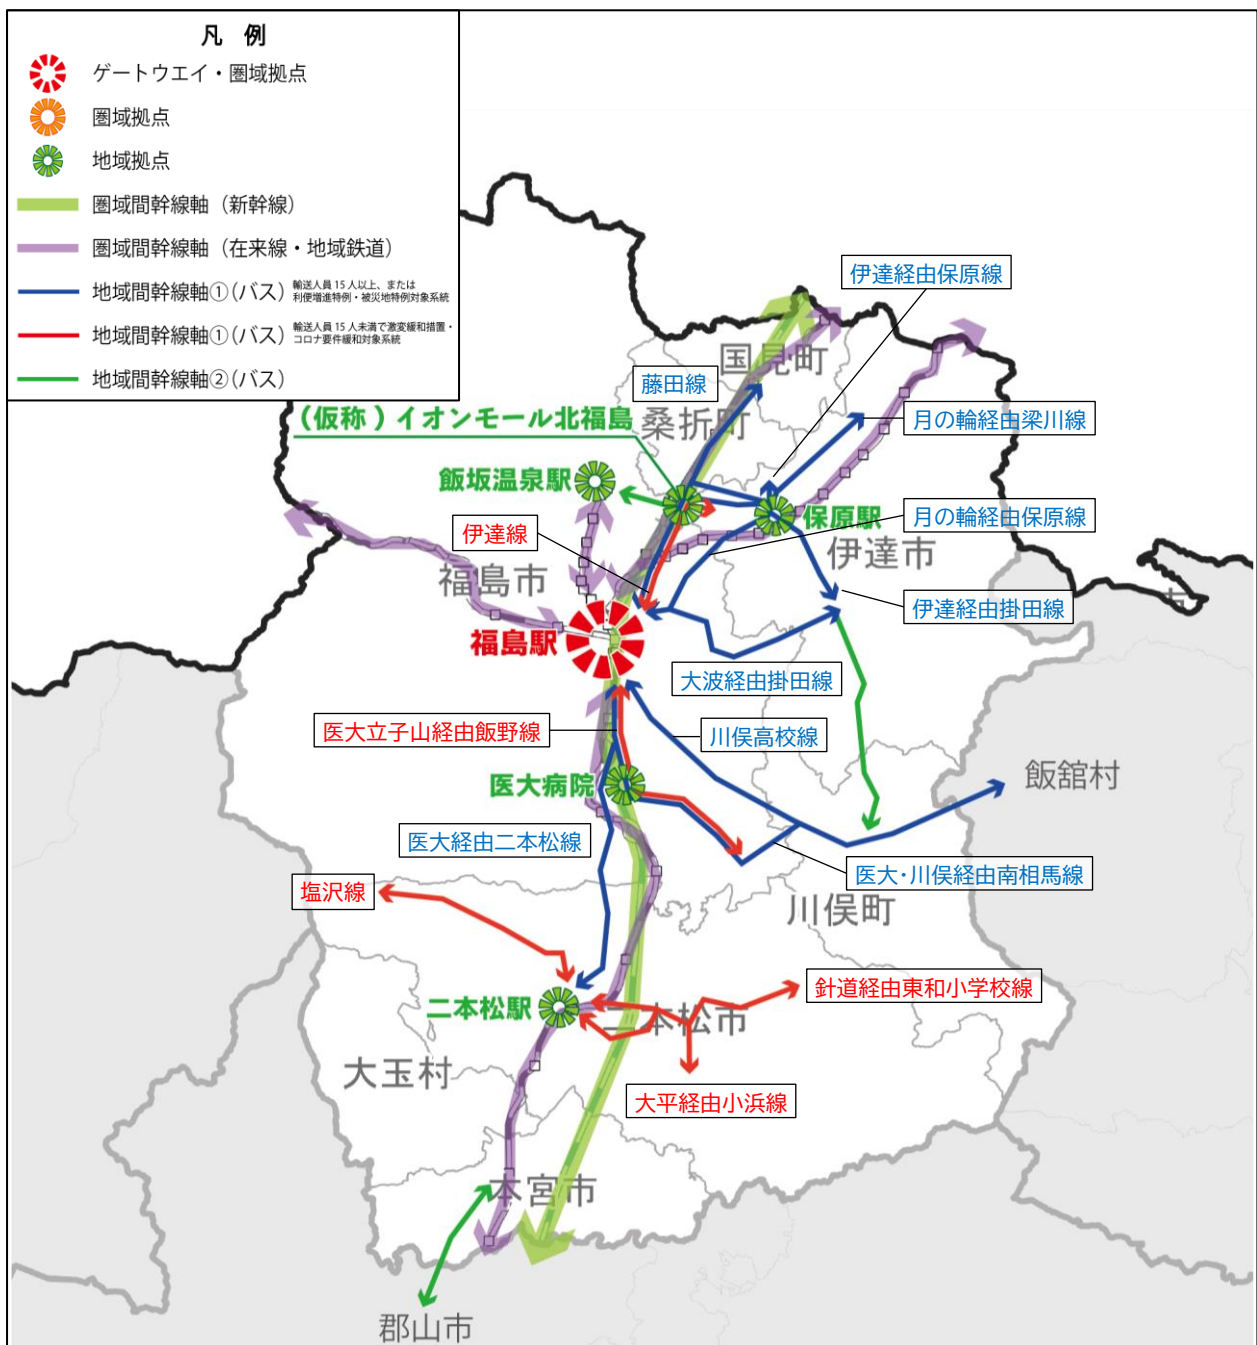 凡 例
ゲートウエイ・圏域拠点
圏域拠点
地域拠点
圏域間幹線軸（新幹線）
圏域間幹線軸（在来線・地域鉄道）
地域間幹線軸①(バス) 輸送人員15人以上、または
利便増進特例・被災地特例対象系統
地域間幹線軸①(バス) 輸送人員15人未満で激変緩和措置・
コロナ要件緩和対象系統
地域間幹線軸②(バス)
伊達経由保原線
国見町
藤田線
(仮称)イオンモール北福島
桑折町
月の輪経由梁川線
飯坂温泉駅
保原駅
月の輪経由保原線
伊達線
伊達市
福島市
伊達経由掛田線
福島駅
大波経由掛田線
医大立子山経由飯野線
川俣高校線
飯舘村
医大病院
医大経由二本松線
医大・川俣経由南相馬線
塩沢線
川俣町
針道経由東和小学校線
二本松駅
二本松市
大玉村
大平経由小浜線
本宮市
郡山市